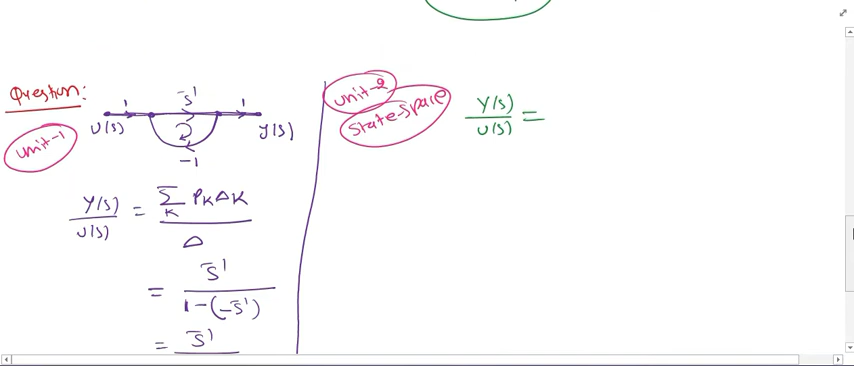 Question:
1 s⁻¹ 1
U(s) y(s)
-1
Unit-1
Y(s)/U(s) = Σ_K P_K Δ_K / Δ
= s⁻¹ / 1-(-s⁻¹)
= s⁻¹
Unit-2
State-space
Y(s)/U(s) =